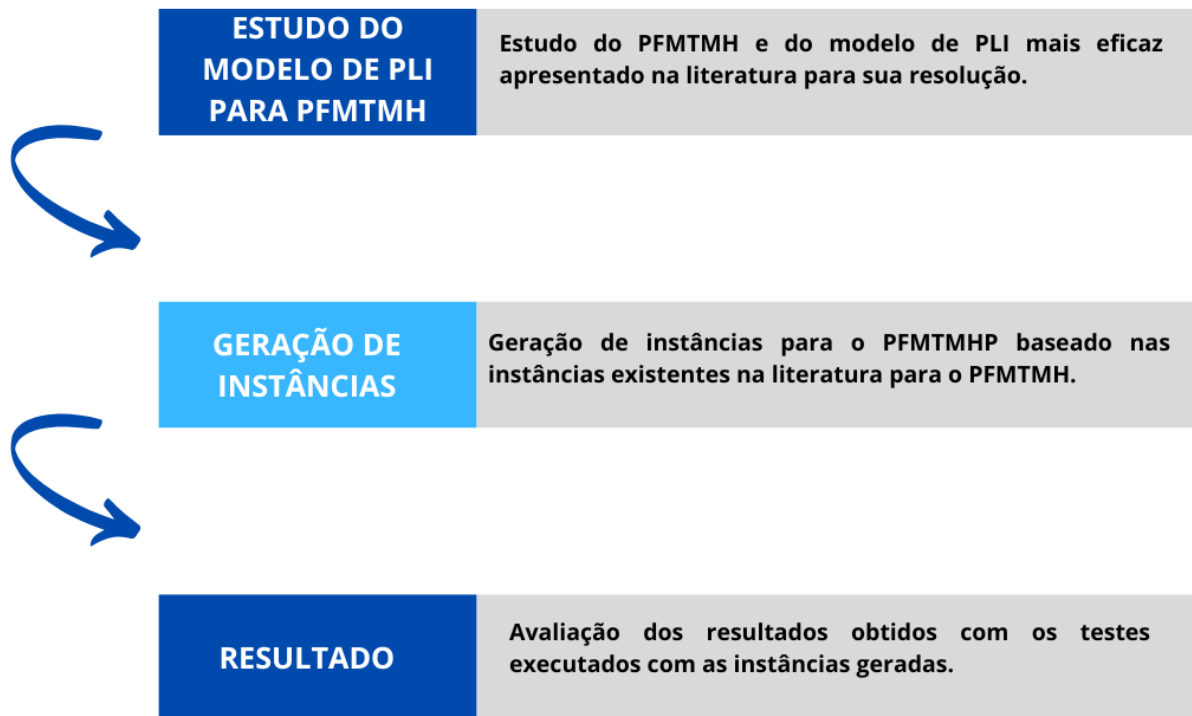 ESTUDO DO
MODELO DE PLI
PARA PFMTMH
Estudo do PFMTMH e do modelo de PLI mais eficaz
apresentado na literatura para sua resolução.
GERAÇÃO DE
INSTÂNCIAS
Geração de instâncias para o PFMTMHP baseado nas
instâncias existentes na literatura para o PFMTMH.
RESULTADO
Avaliação dos resultados obtidos com os testes
executados com as instâncias geradas.